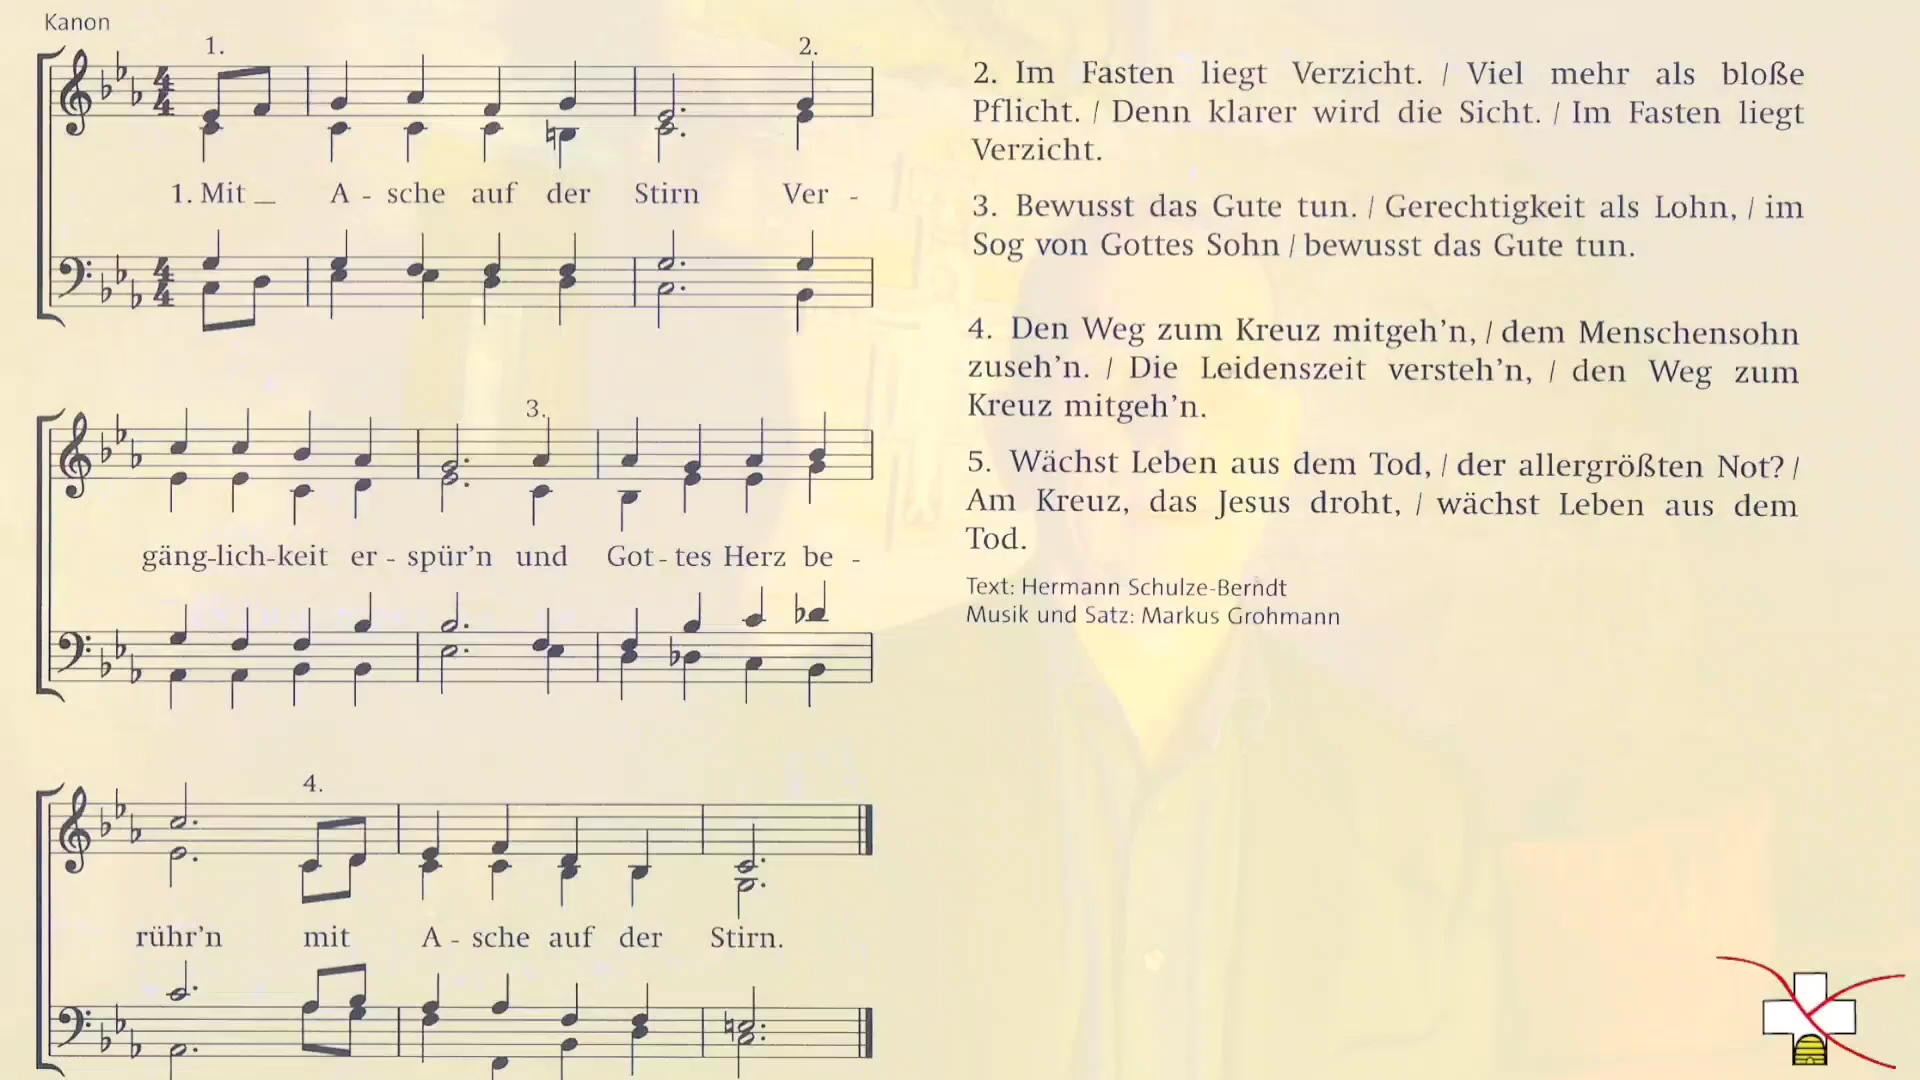 Kanon
1. 2.
4 4
1. Mit _ A - sche auf der Stirn Ver -
4 4
3.
gäng-lich-keit er - spür'n und Got - tes Herz be -
4.
rühr'n mit A - sche auf der Stirn.
2. Im Fasten liegt Verzicht. / Viel mehr als bloße
Pflicht. / Denn klarer wird die Sicht. / Im Fasten liegt
Verzicht.
3. Bewusst das Gute tun. / Gerechtigkeit als Lohn, / im
Sog von Gottes Sohn / bewusst das Gute tun.
4. Den Weg zum Kreuz mitgeh'n, / dem Menschensohn
zuseh'n. / Die Leidenszeit versteh'n, / den Weg zum
Kreuz mitgeh'n.
5. Wächst Leben aus dem Tod, / der allergrößten Not? /
Am Kreuz, das Jesus droht, / wächst Leben aus dem
Tod.
Text: Hermann Schulze-Berndt
Musik und Satz: Markus Grohmann